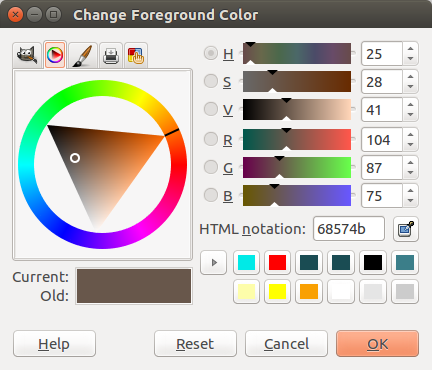 Change Foreground Color
H 25
S 28
V 41
R 104
G 87
B 75
HTML notation: 68574b
Current:
Old:
Help Reset Cancel OK